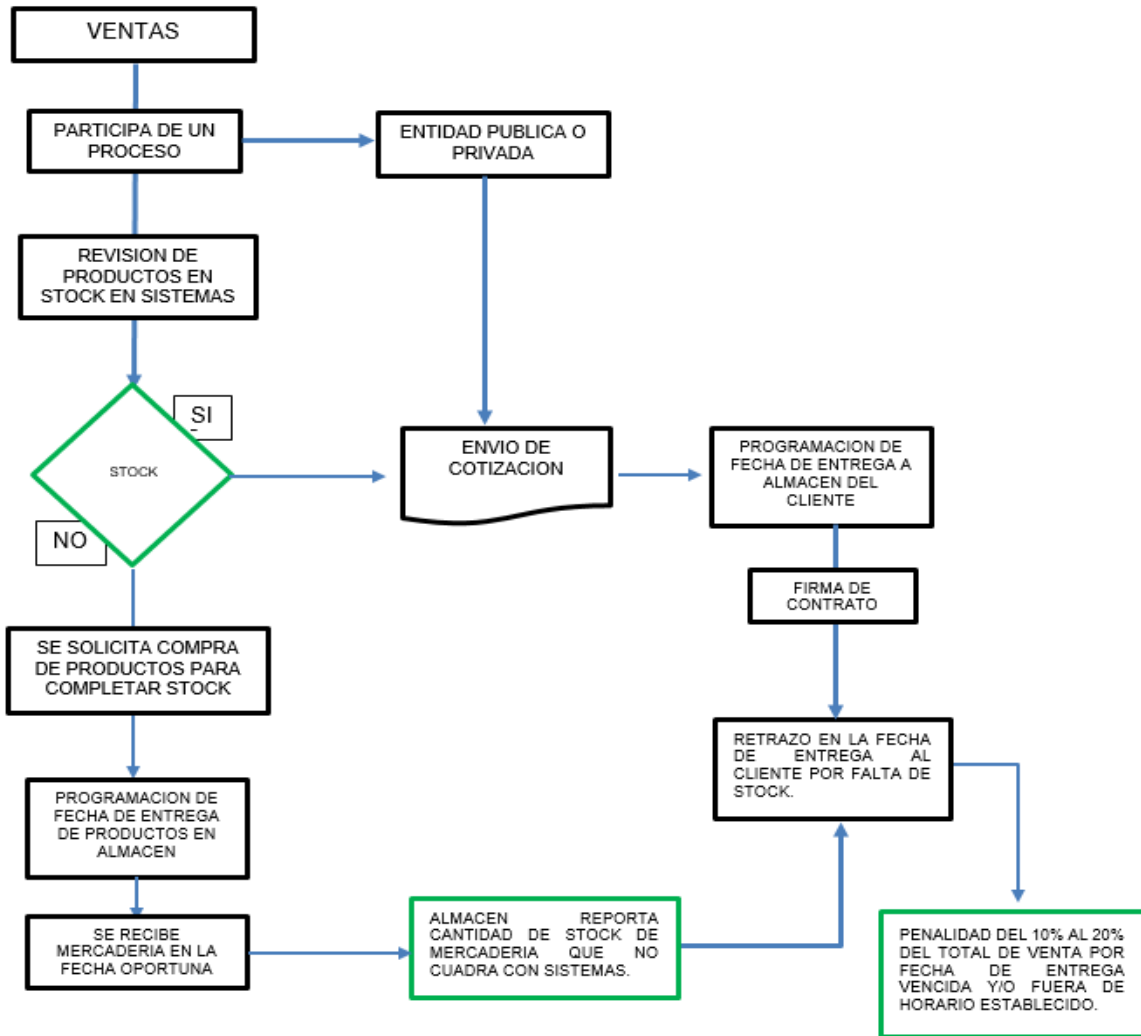 VENTAS
PARTICIPA DE UN
PROCESO
ENTIDAD PUBLICA O
PRIVADA
REVISION DE
PRODUCTOS EN
STOCK EN SISTEMAS
SI
STOCK
NO
ENVIO DE
COTIZACION
PROGRAMACION DE
FECHA DE ENTREGA A
ALMACEN DEL
CLIENTE
FIRMA DE
CONTRATO
SE SOLICITA COMPRA
DE PRODUCTOS PARA
COMPLETAR STOCK
RETRAZO EN LA FECHA
DE ENTREGA AL
CLIENTE POR FALTA DE
STOCK.
PROGRAMACION DE
FECHA DE ENTREGA
DE PRODUCTOS EN
ALMACEN
SE RECIBE
MERCADERIA EN LA
FECHA OPORTUNA
ALMACEN REPORTA
CANTIDAD DE STOCK DE
MERCADERIA QUE NO
CUADRA CON SISTEMAS.
PENALIDAD DEL 10% AL 20%
DEL TOTAL DE VENTA POR
FECHA DE ENTREGA
VENCIDA Y/O FUERA DE
HORARIO ESTABLECIDO.